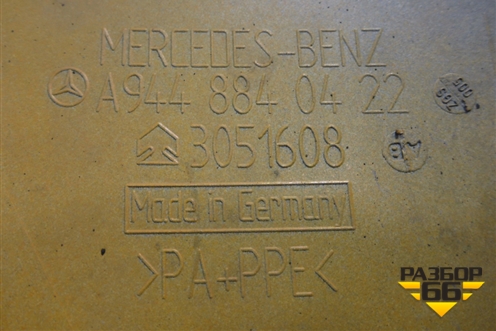 MERCEDES-BENZ
A944 884 04 22
3051608
Made in Germany
>PA+PPE<
РАЗБОР
66